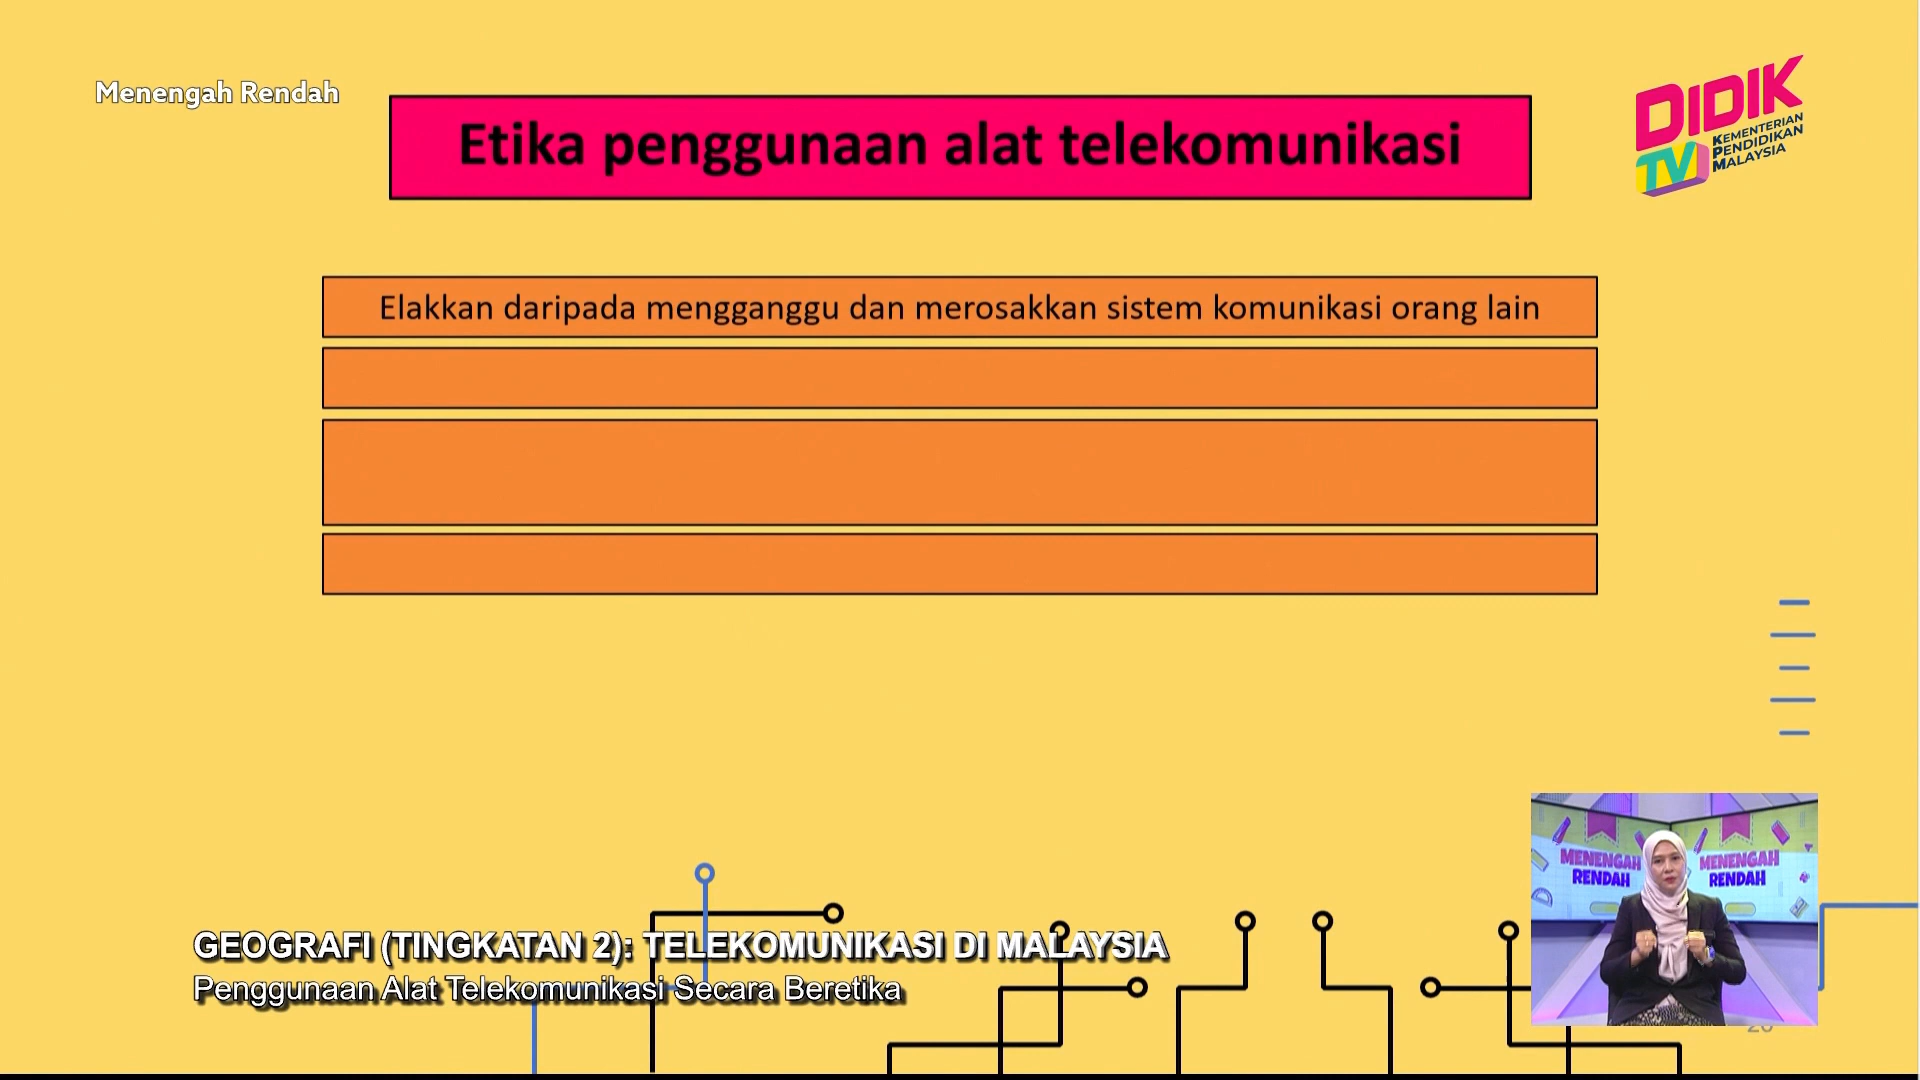 Menengah Rendah
Etika penggunaan alat telekomunikasi
DIDIK
TV
KEMENTERIAN
PENDIDIKAN
MALAYSIA
Elakkan daripada mengganggu dan merosakkan sistem komunikasi orang lain
MENENGAH
RENDAH
MENENGAH
RENDAH
GEOGRAFI (TINGKATAN 2): TELEKOMUNIKASI DI MALAYSIA
Penggunaan Alat Telekomunikasi Secara Beretika